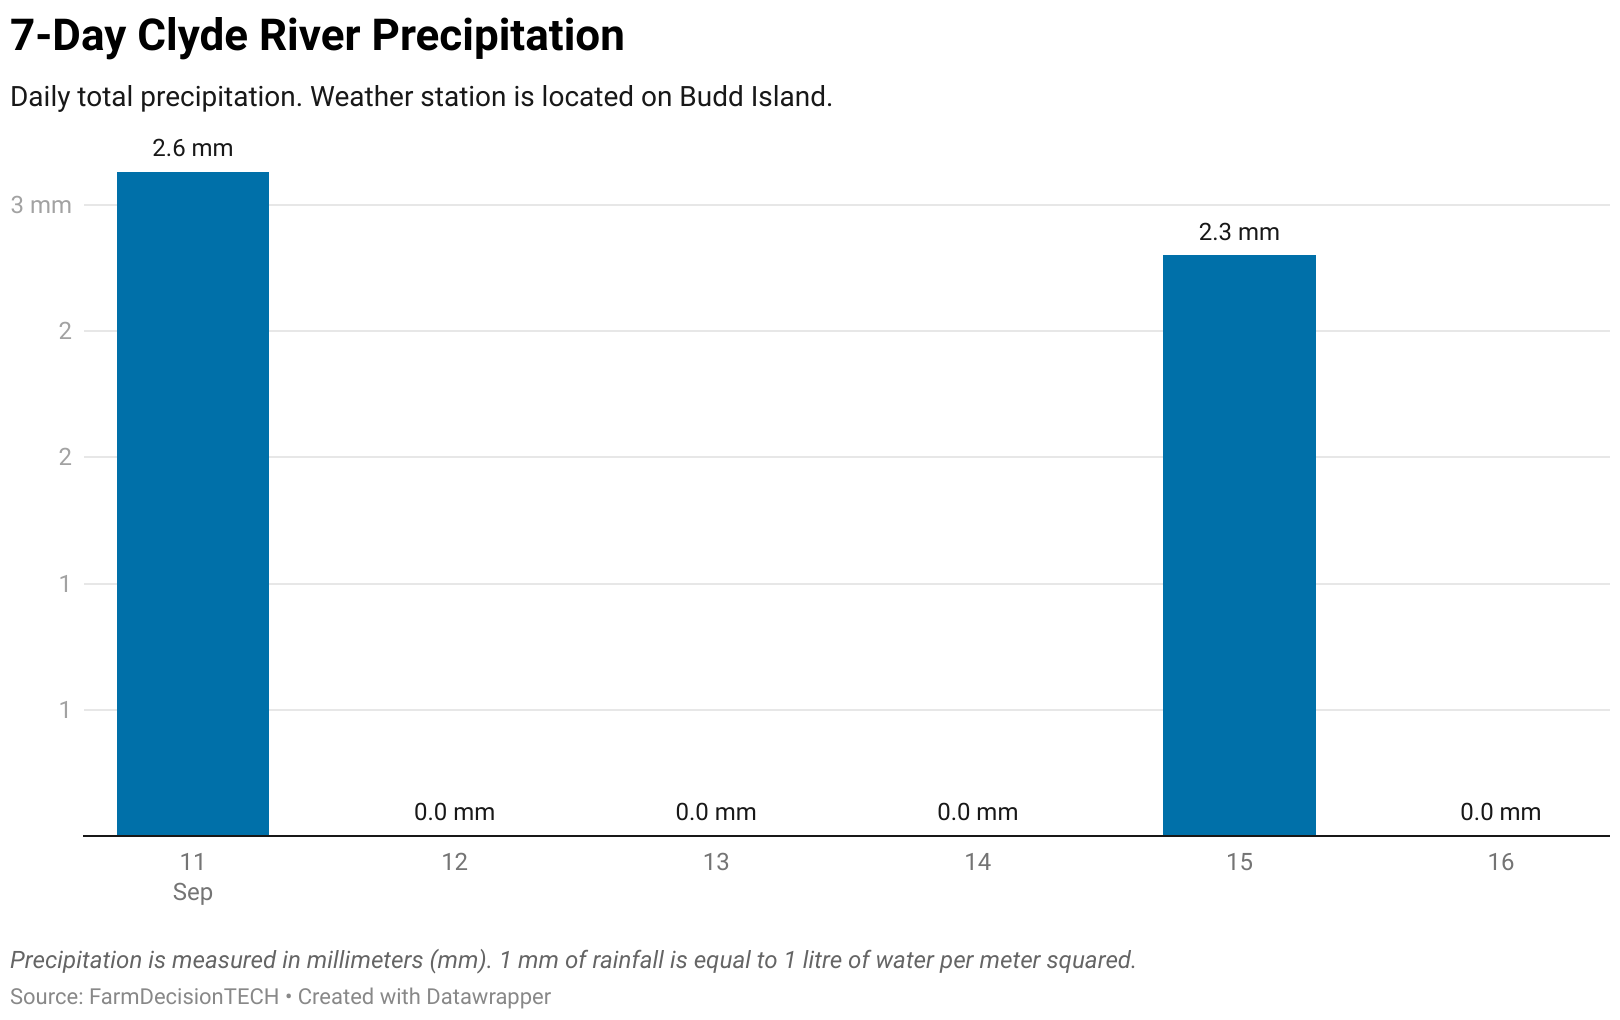 7-Day Clyde River Precipitation
Daily total precipitation. Weather station is located on Budd Island.
2.6 mm
3 mm
2.3 mm
2
2
1
1
0.0 mm
0.0 mm
0.0 mm
0.0 mm
11
12
13
14
15
16
Sep
Precipitation is measured in millimeters (mm). 1 mm of rainfall is equal to 1 litre of water per meter squared.
Source: FarmDecisionTECH • Created with Datawrapper